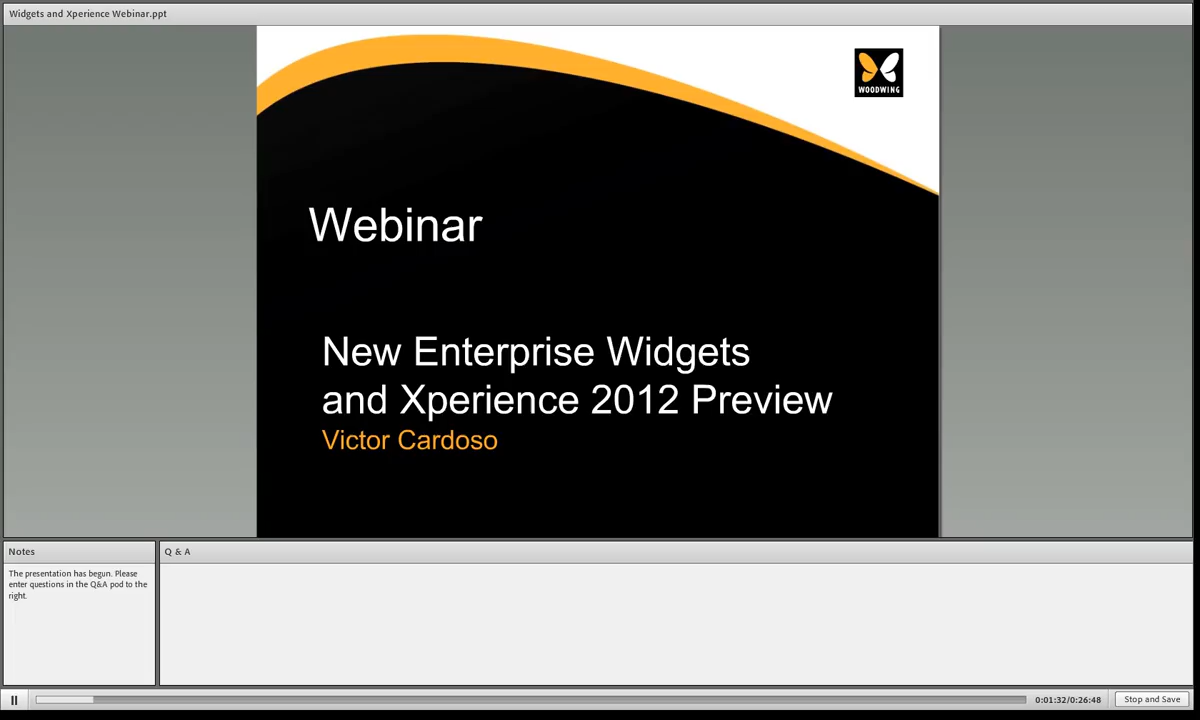 Widgets and Xperience Webinar.ppt
WOODWING
Webinar
New Enterprise Widgets
and Xperience 2012 Preview
Victor Cardoso
Notes
The presentation has begun. Please
enter questions in the Q&A pod to the
right.
Q & A
0:01:32/0:26:48
Stop and Save